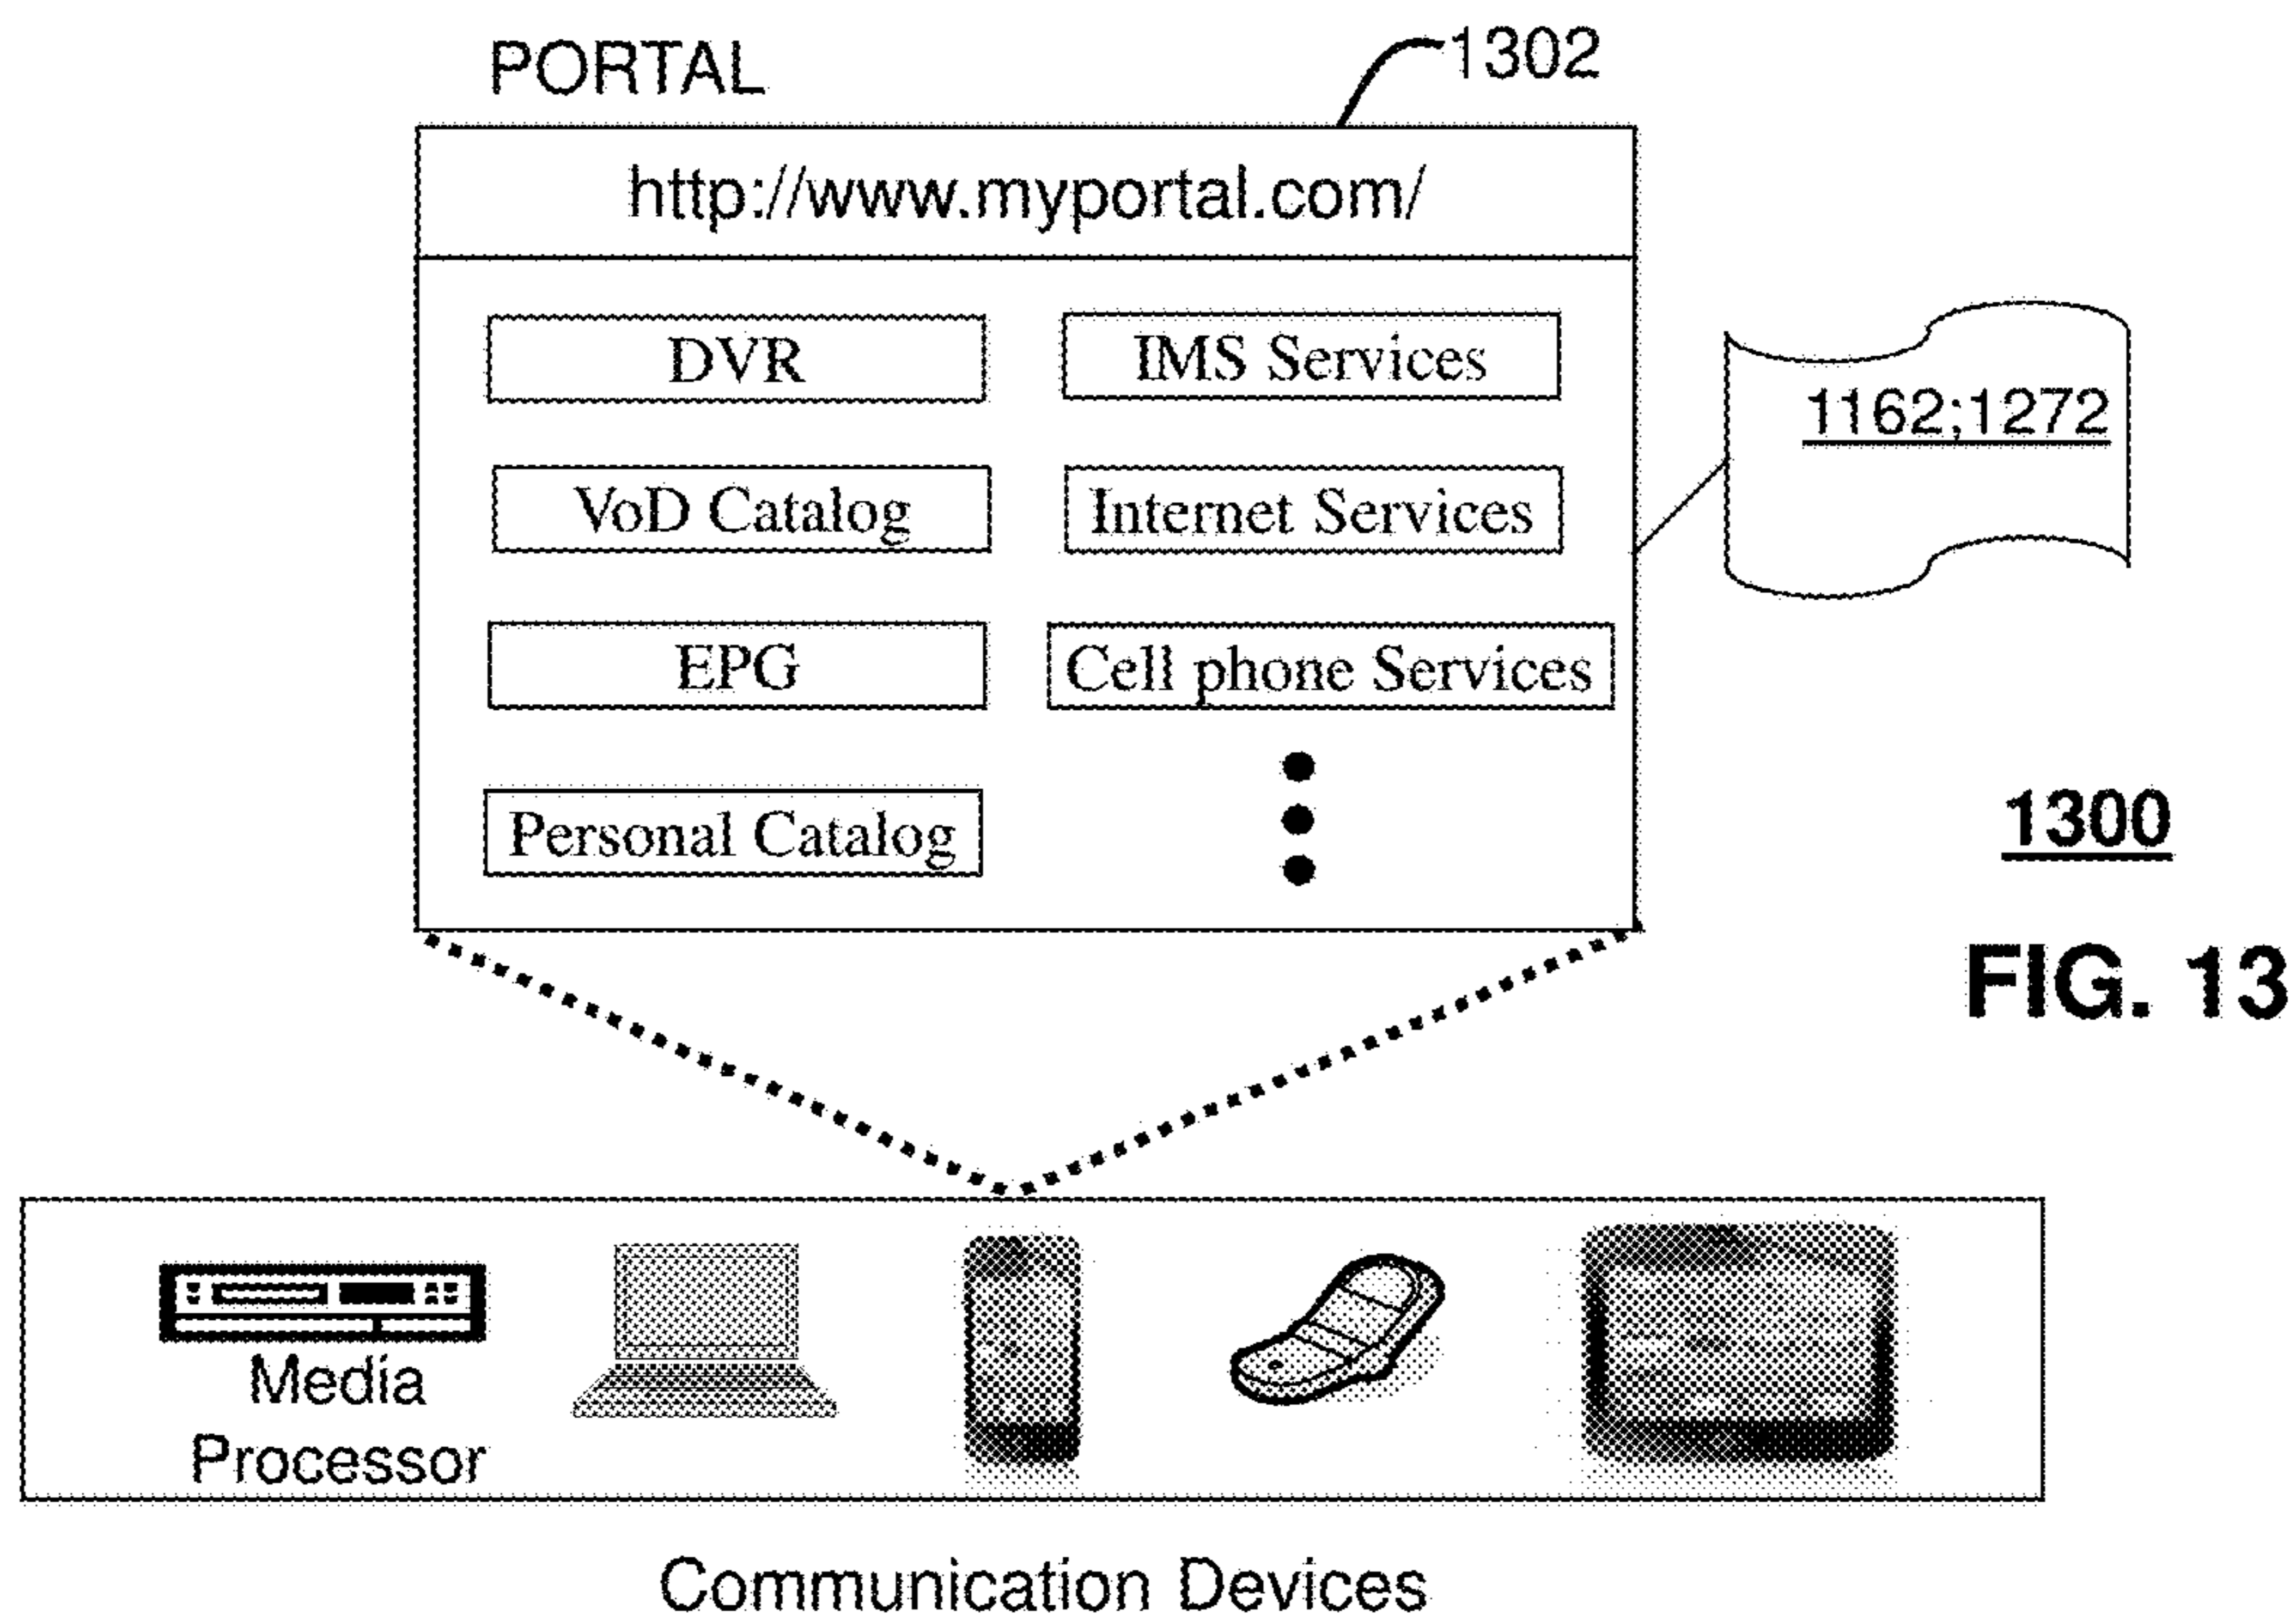 PORTAL
1302
http://www.myportal.com/
DVR
IMS Services
1162;1272
VoD Catalog
Internet Services
EPG
Cell phone Services
Personal Catalog
1300
FIG. 13
Media
Processor
Communication Devices